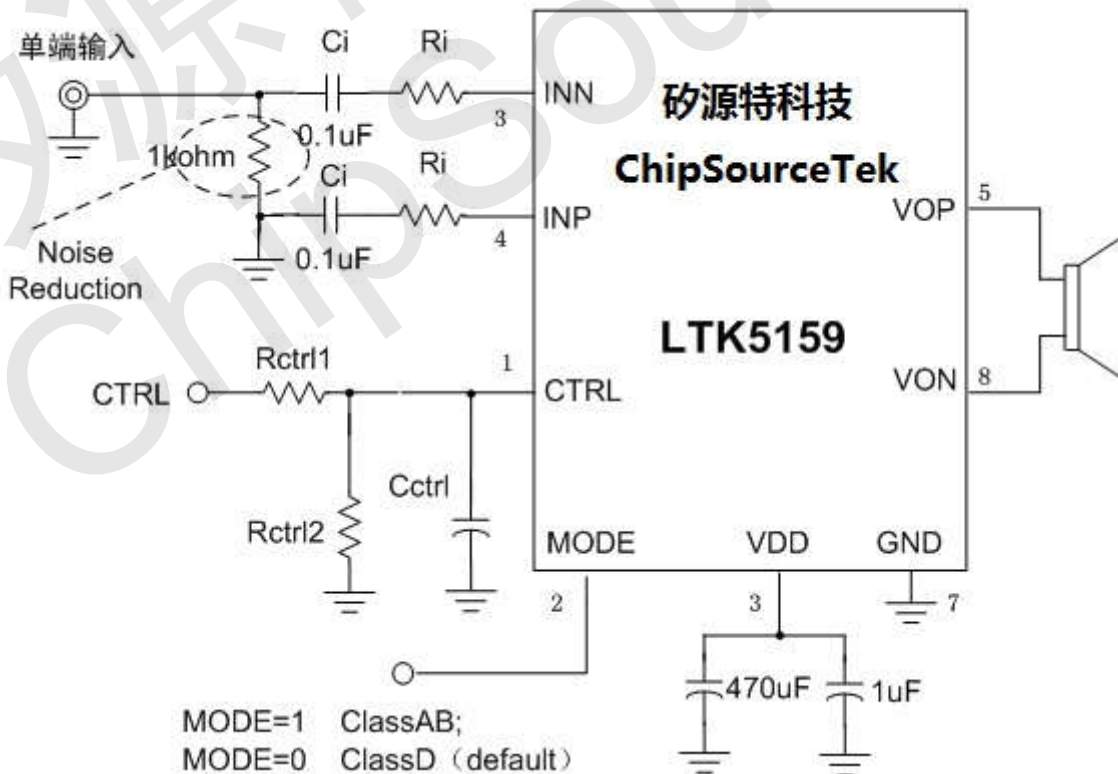 单端输入
Ci
Ri
INN
3
0.1uF
1kohm
Ci
Ri
INP
4
0.1uF
Noise
Reduction
矽源特科技
ChipSourceTek
LTK5159
VOP
5
VON
8
CTRL
Rctrl1
1
CTRL
Rctrl2
Cctrl
MODE
VDD
GND
2
3
7
470uF
1uF
MODE=1 ClassAB;
MODE=0 ClassD（default）